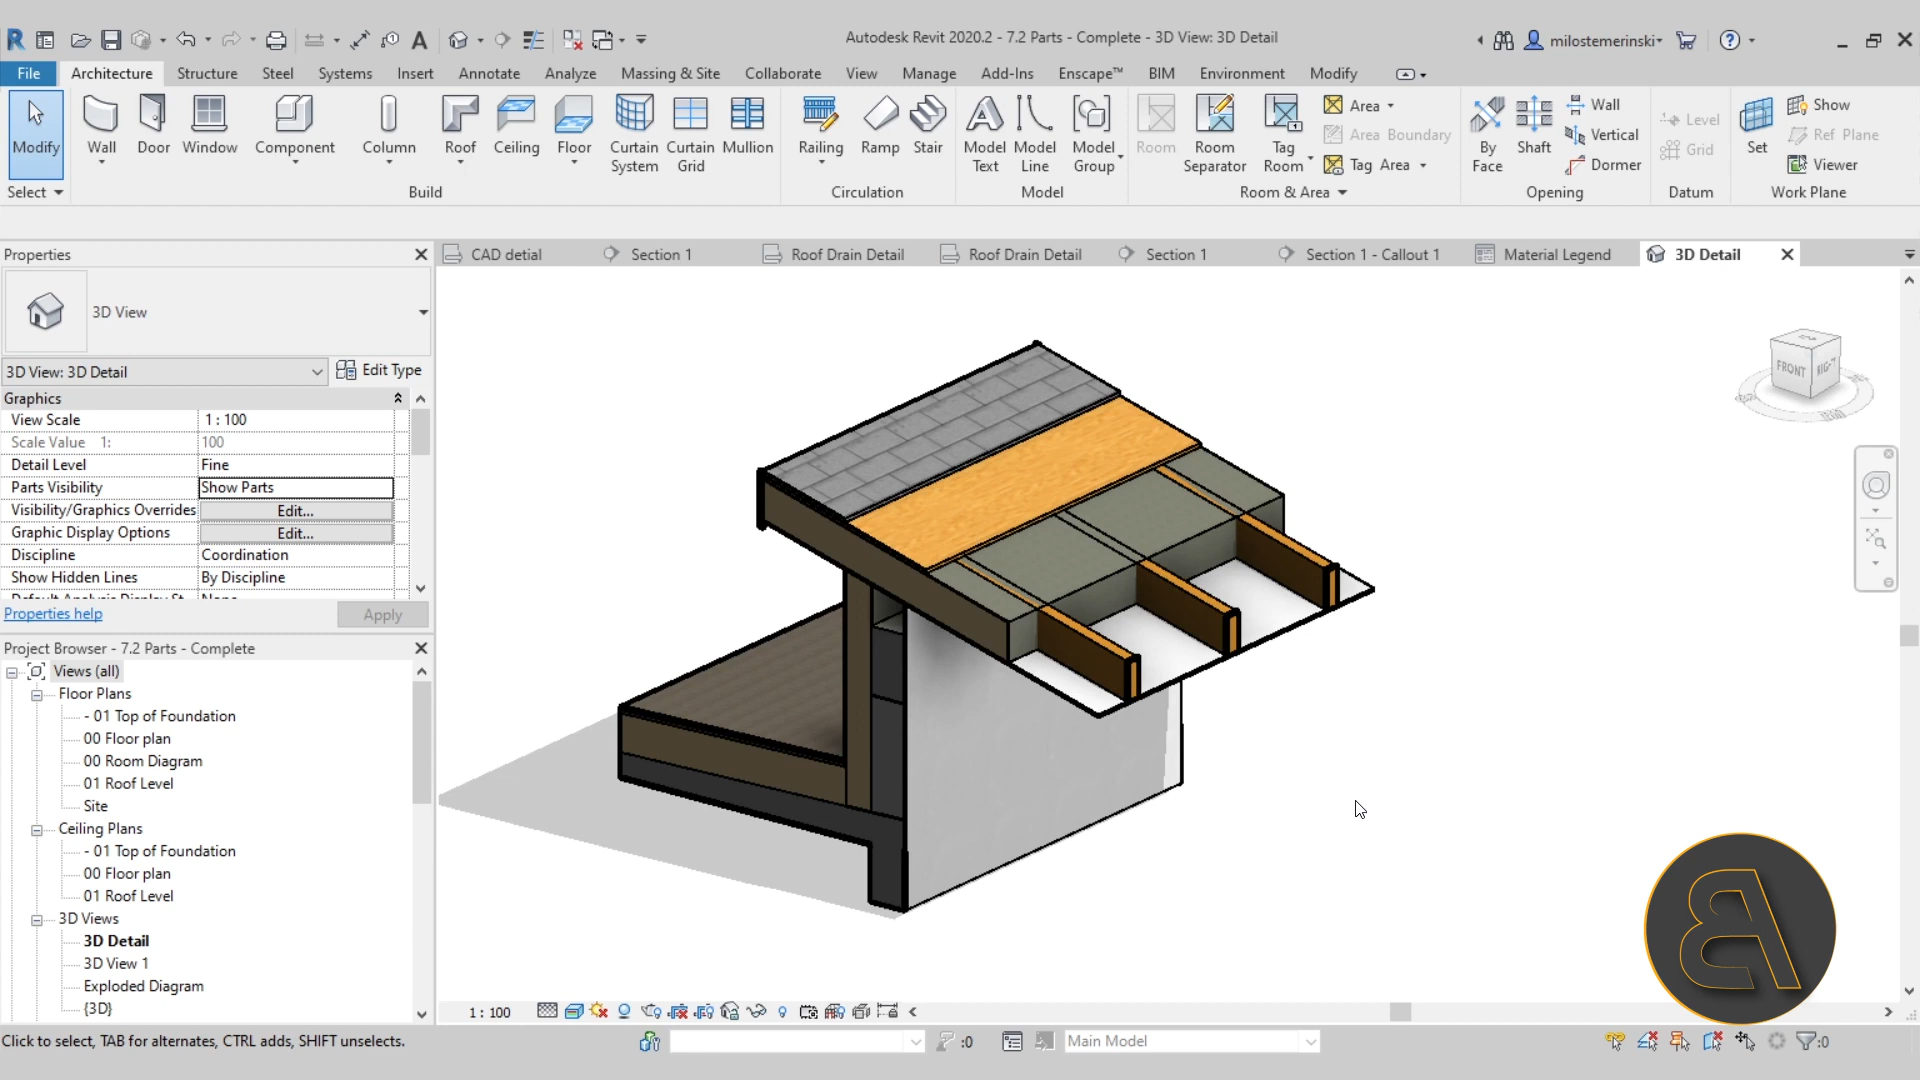 Autodesk Revit 2020.2 - 7.2 Parts - Complete - 3D View: 3D Detail
milostemerinski
File Architecture Structure Steel Systems Insert Annotate Analyze Massing & Site Collaborate View Manage Add-Ins Enscape™ BIM Environment Modify
Modify
Wall
Door
Window
Component
Column
Roof
Ceiling
Floor
Curtain System
Curtain Grid
Mullion
Railing
Ramp
Stair
Model Text
Model Line
Model Group
Room
Room Separator
Tag Room
Area
Area Boundary
Tag Area
By Face
Shaft
Wall
Vertical
Dormer
Level
Grid
Set
Show
Ref Plane
Viewer
Select Build Circulation Model Room & Area Opening Datum Work Plane
Properties
CAD detial Section 1 Roof Drain Detail Roof Drain Detail Section 1 Section 1 - Callout 1 Material Legend 3D Detail
3D View
3D View: 3D Detail Edit Type
Graphics
View Scale 1 : 100
Scale Value 1: 100
Detail Level Fine
Parts Visibility Show Parts
Visibility/Graphics Overrides Edit...
Graphic Display Options Edit...
Discipline Coordination
Show Hidden Lines By Discipline
Properties help Apply
Project Browser - 7.2 Parts - Complete
Views (all)
Floor Plans
- 01 Top of Foundation
00 Floor plan
00 Room Diagram
01 Roof Level
Site
Ceiling Plans
- 01 Top of Foundation
00 Floor plan
01 Roof Level
3D Views
3D Detail
3D View 1
Exploded Diagram
{3D}
FRONT
1 : 100
Click to select, TAB for alternates, CTRL adds, SHIFT unselects.
:0
Main Model
:0